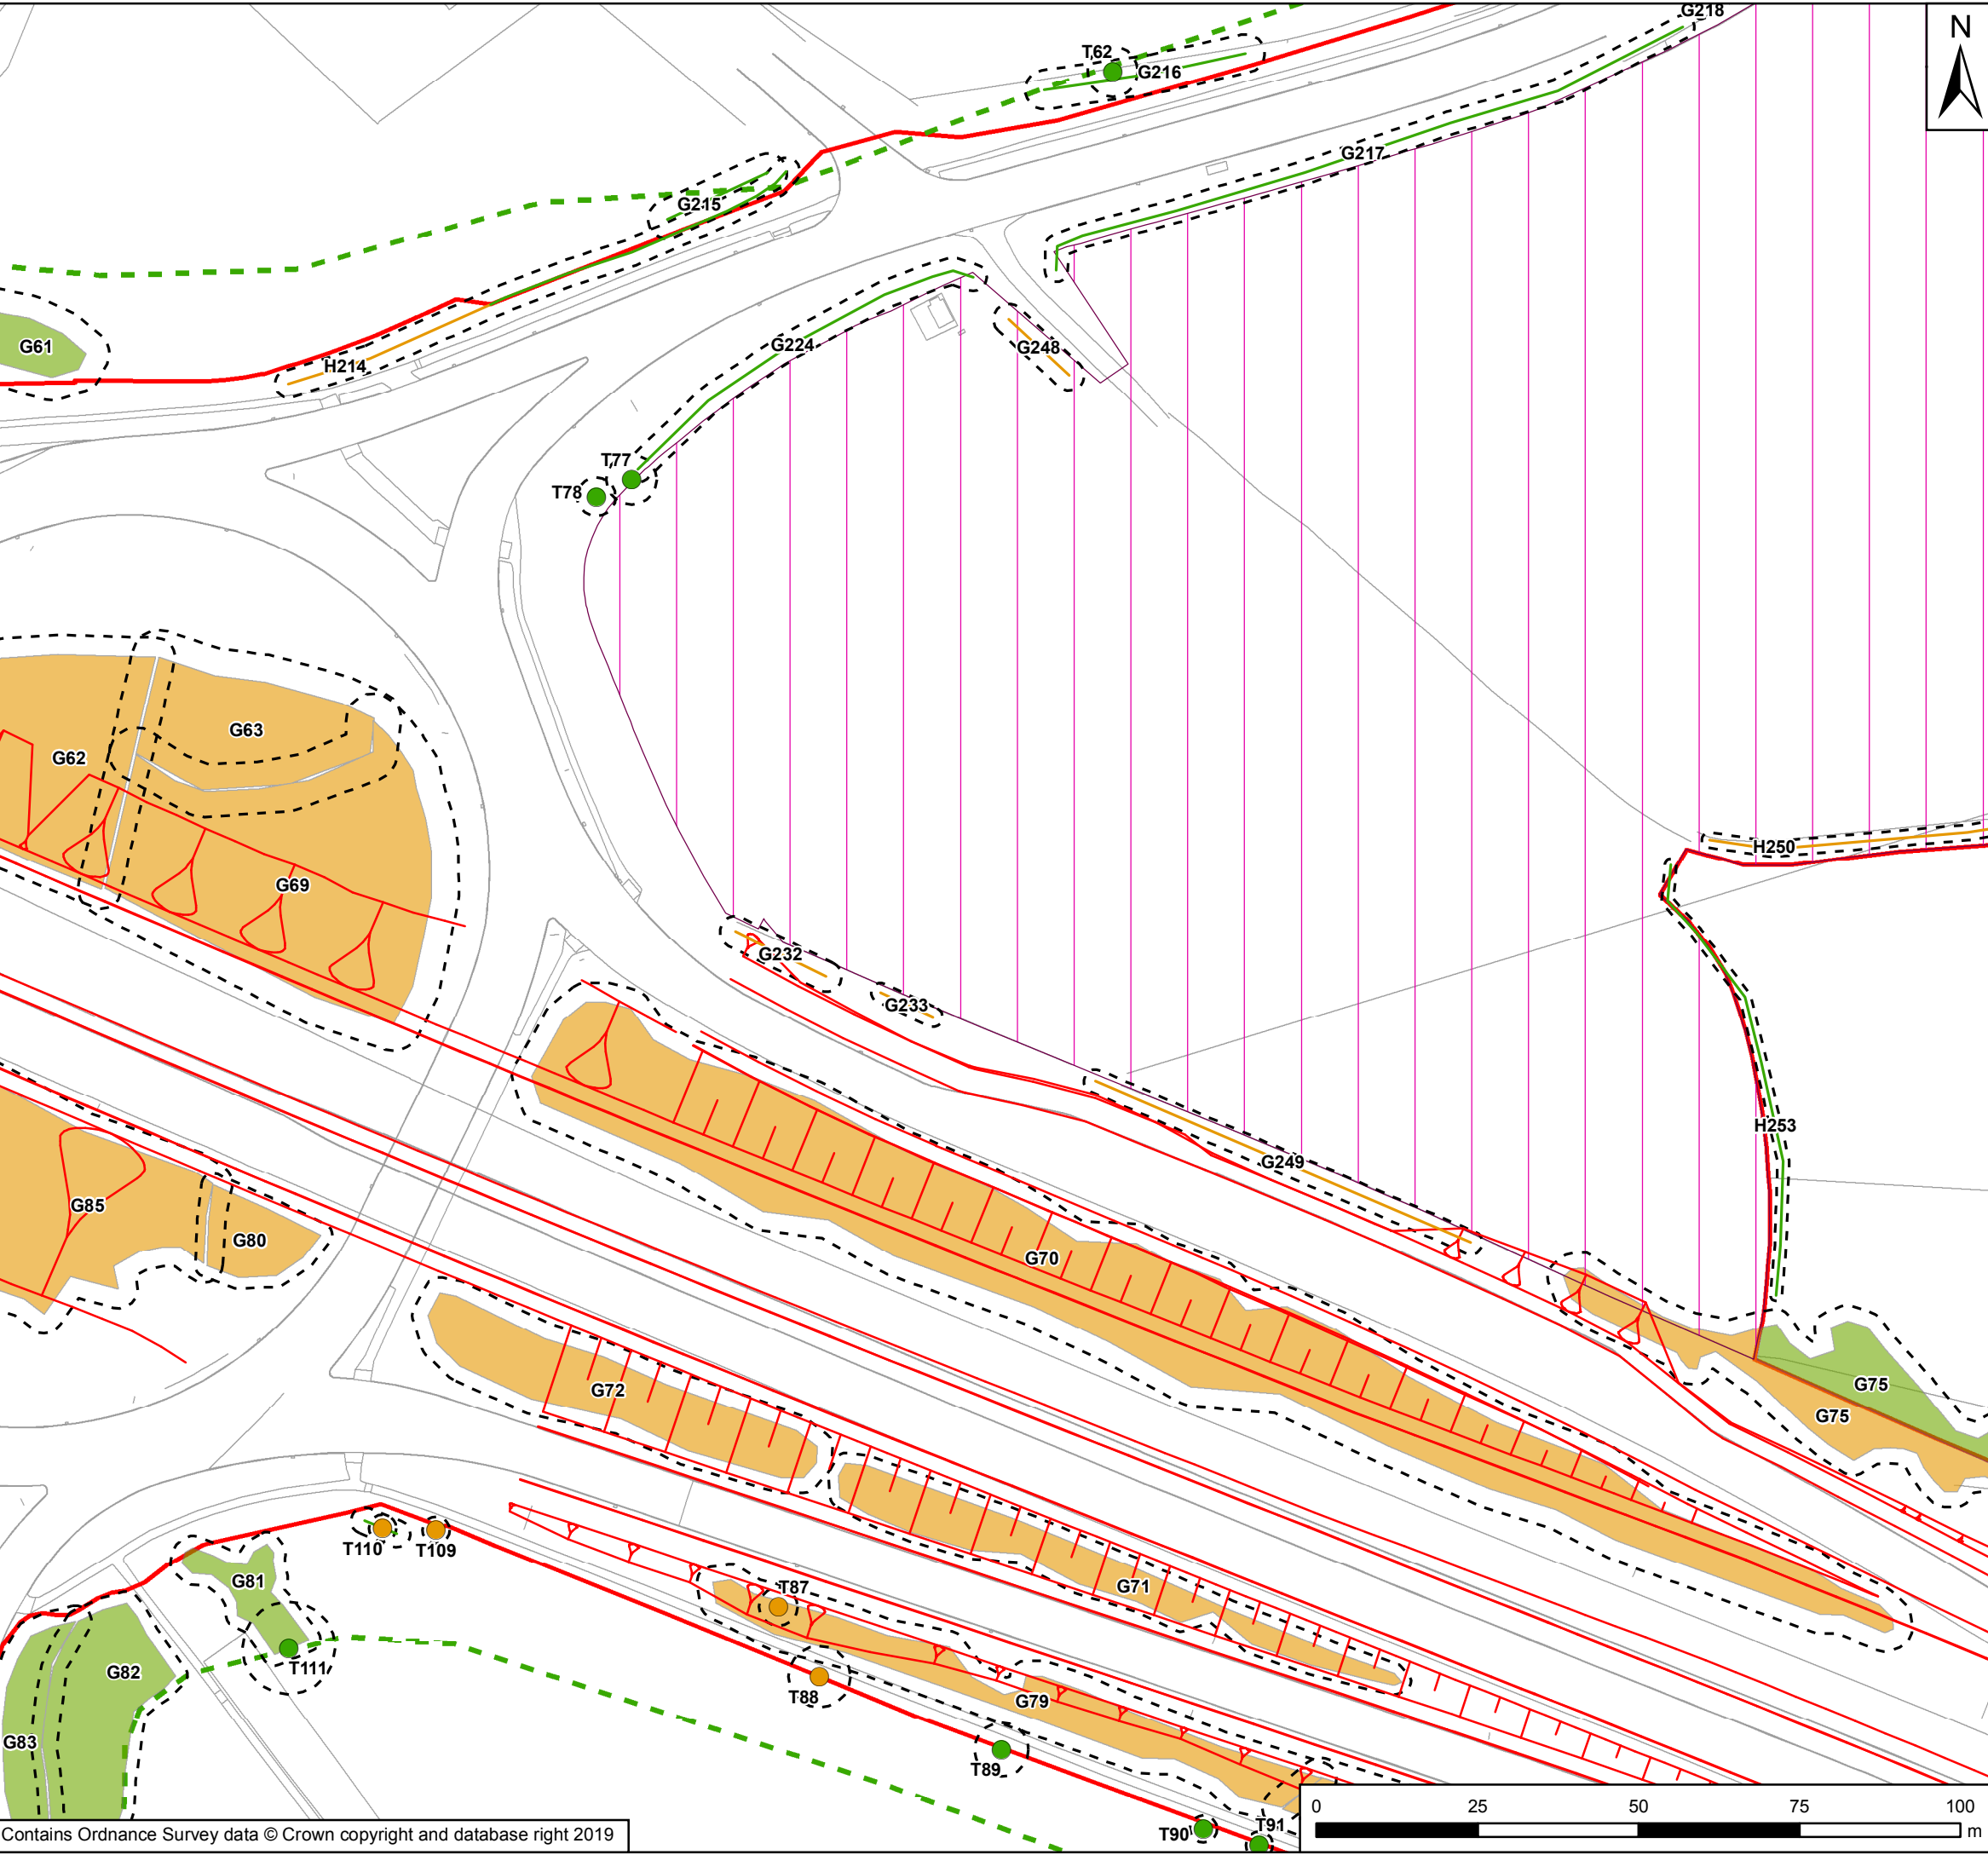 G218
N
T62
G216
G217
G215
G61
H214
G224
G248
T77
T78
G63
G62
H250
G69
G232
G233
H253
G249
G85
G80
G70
G75
G72
G75
T110
T109
G81
T87
G71
G82
T111
T88
G79
G83
T89
0 25 50 75 100
m
T91
T90
Contains Ordnance Survey data © Crown copyright and database right 2019